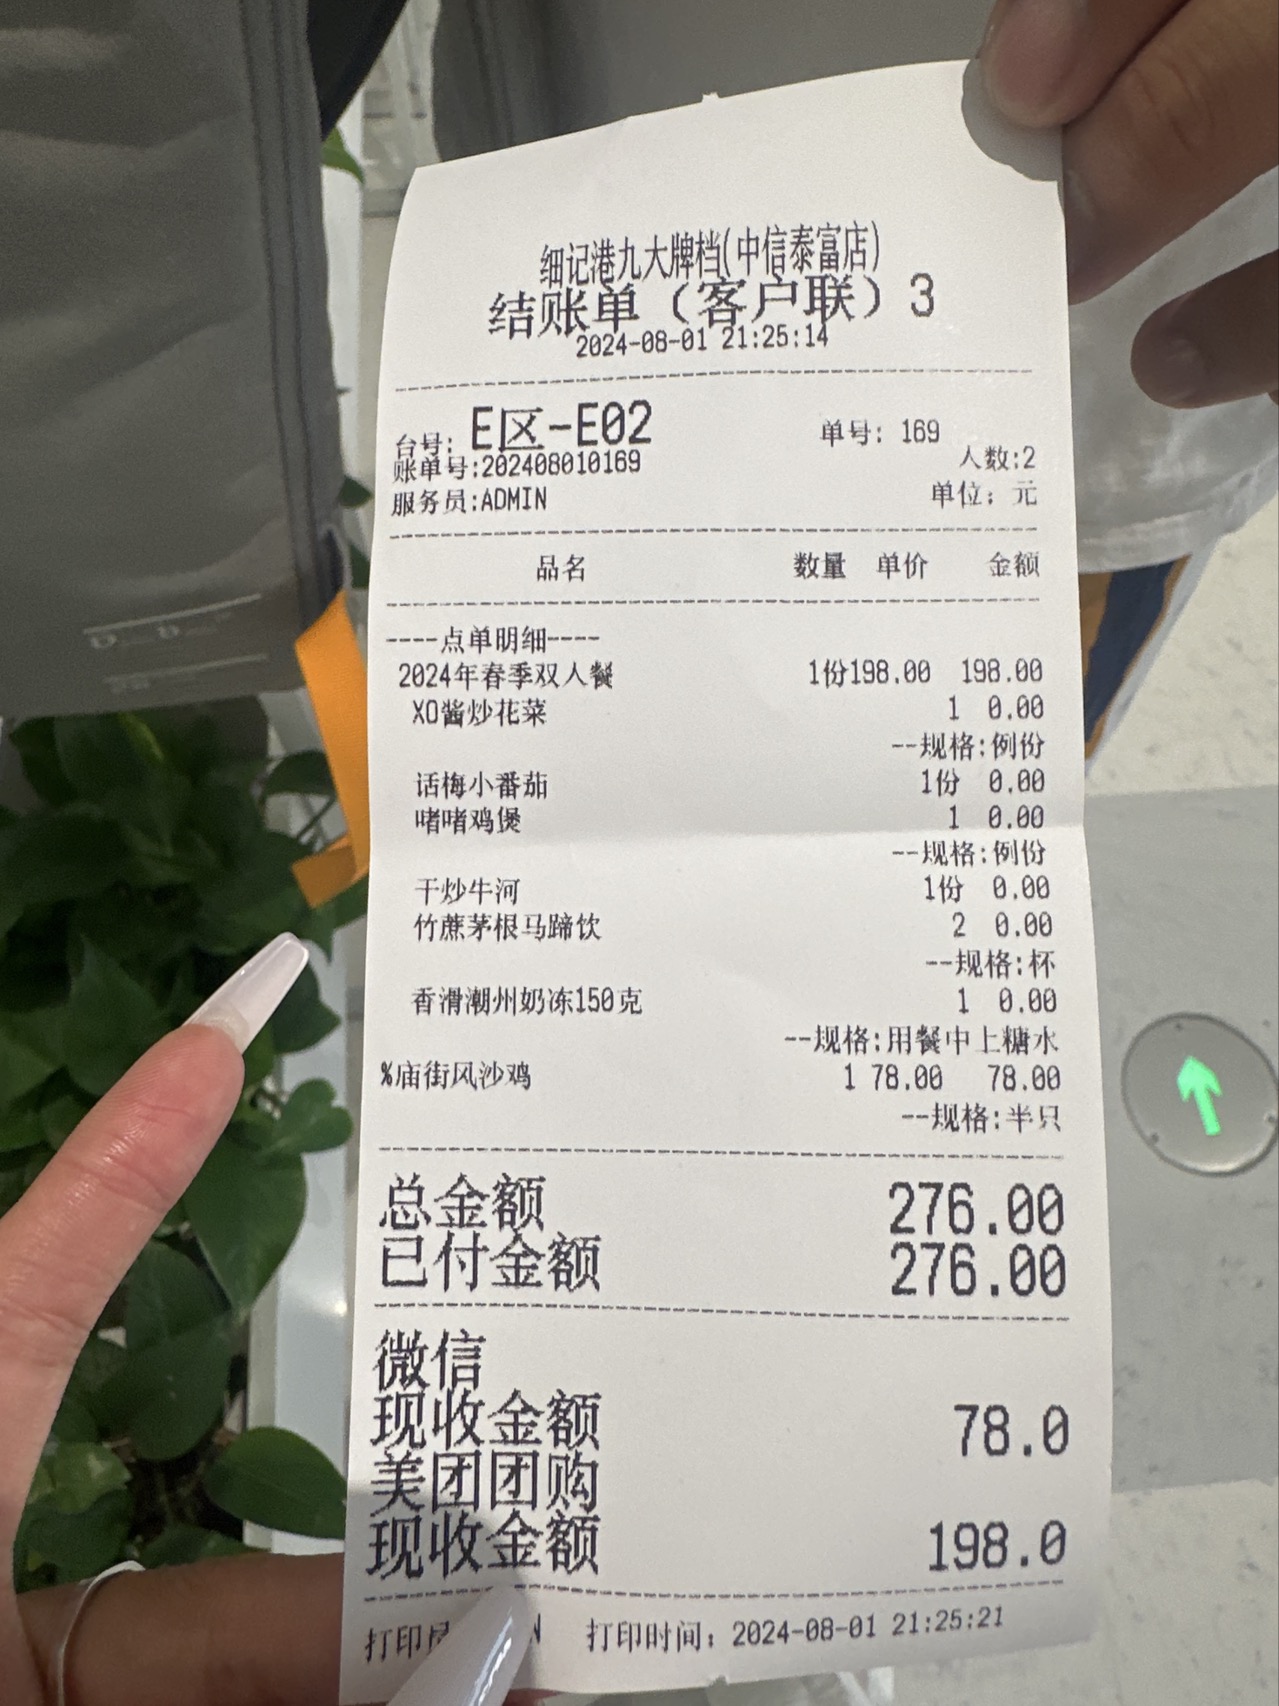 细记港九大牌档(中信泰富店)
结账单（客户联）3
2024-08-01 21:25:14
台号: E区-E02 单号: 169
账单号:202408010169 人数:2
服务员:ADMIN 单位: 元
品名 数量 单价 金额
----点单明细----
2024年春季双人餐 1份198.00 198.00
XO酱炒花菜 1 0.00
--规格:例份
话梅小番茄 1份 0.00
啫啫鸡煲 1 0.00
--规格:例份
干炒牛河 1份 0.00
竹蔗茅根马蹄饮 2 0.00
--规格:杯
香滑潮州奶冻150克 1 0.00
--规格:用餐中上糖水
%庙街风沙鸡 1 78.00 78.00
--规格:半只
总金额 276.00
已付金额 276.00
微信
现收金额 78.0
美团团购
现收金额 198.0
打印员 N 打印时间: 2024-08-01 21:25:21